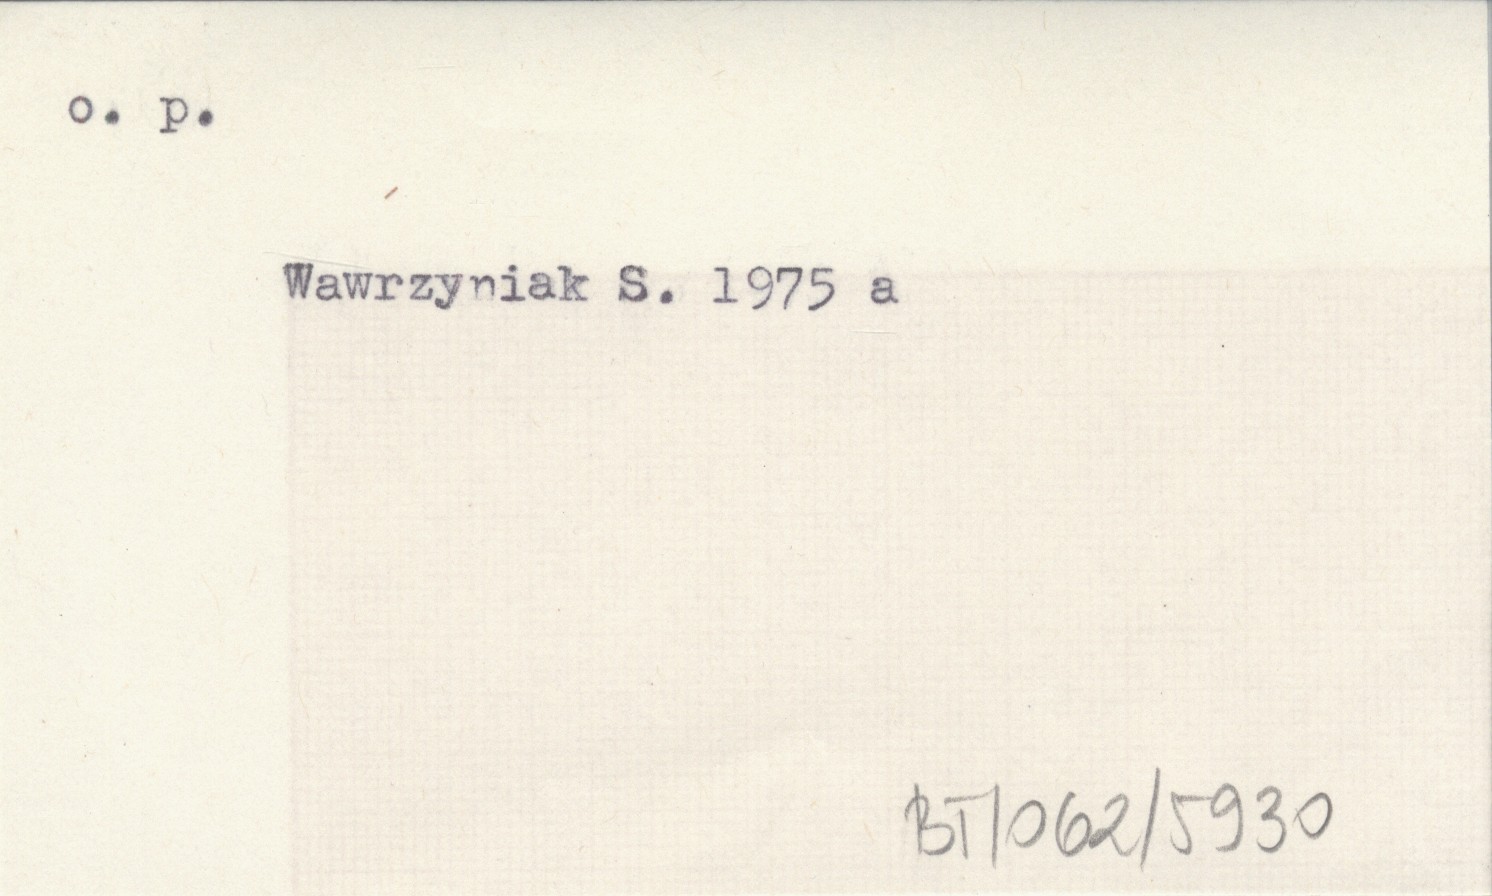 o. p.
Wawrzyniak S. 1975 a
BT/062/5930